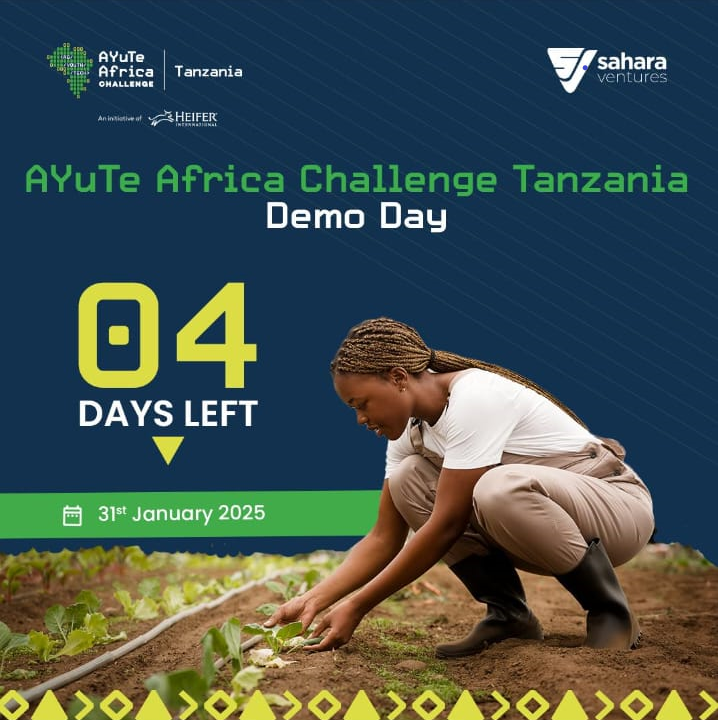 AYuTe
Africa
CHALLENGE
Tanzania
An initiative of HEIFER
INTERNATIONAL
sahara
ventures
AYuTe Africa Challenge Tanzania
Demo Day
04
DAYS LEFT
31st January 2025